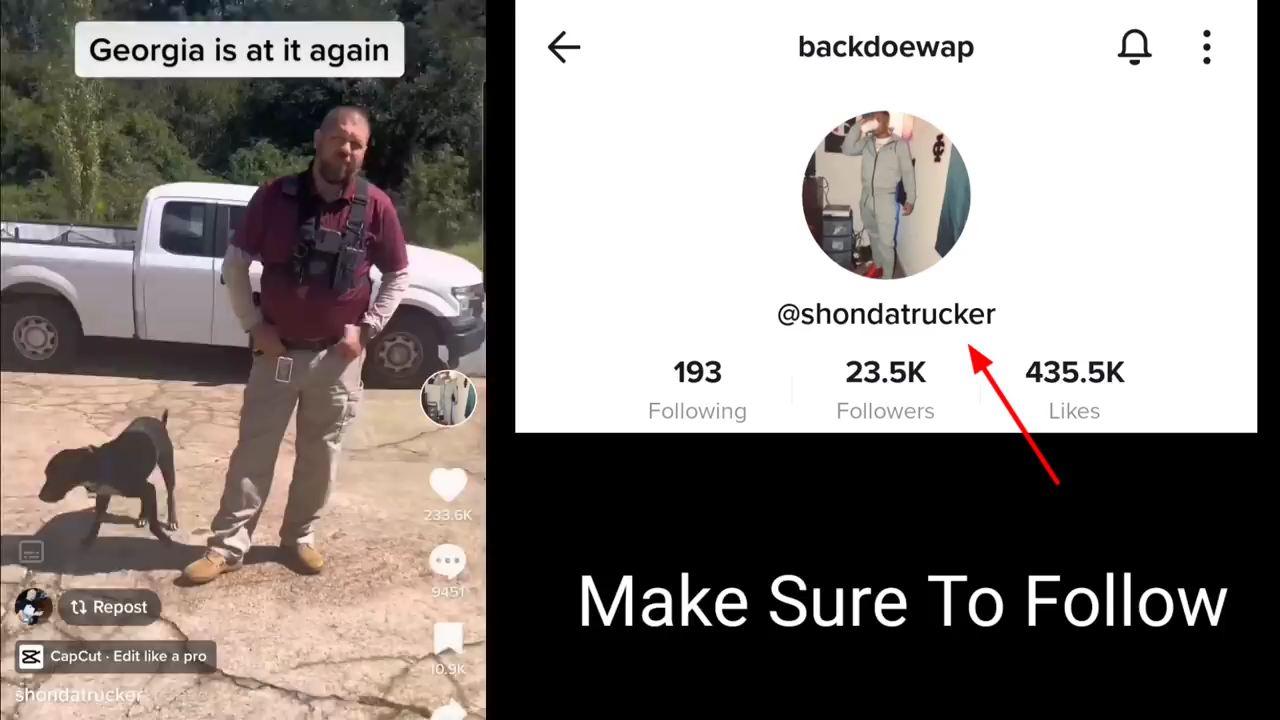 Georgia is at it again
233.6K
9451
Repost
CapCut · Edit like a pro
10.9K
shondatrucker
backdoewap
@shondatrucker
193 23.5K 435.5K
Following Followers Likes
Make Sure To Follow